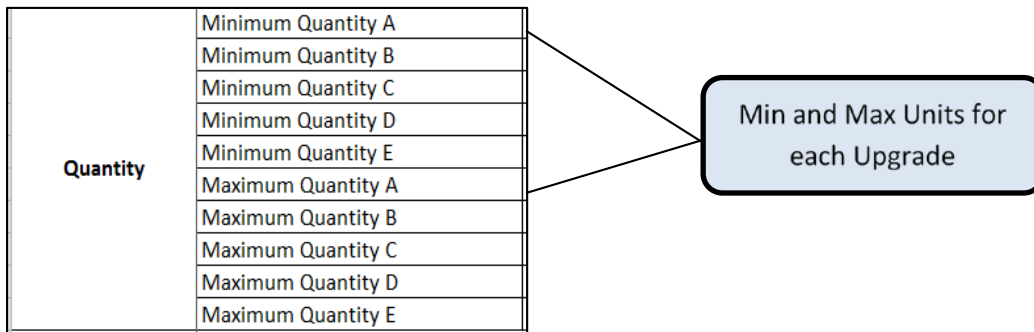 Quantity
Minimum Quantity A
Minimum Quantity B
Minimum Quantity C
Minimum Quantity D
Minimum Quantity E
Maximum Quantity A
Maximum Quantity B
Maximum Quantity C
Maximum Quantity D
Maximum Quantity E
Min and Max Units for
each Upgrade